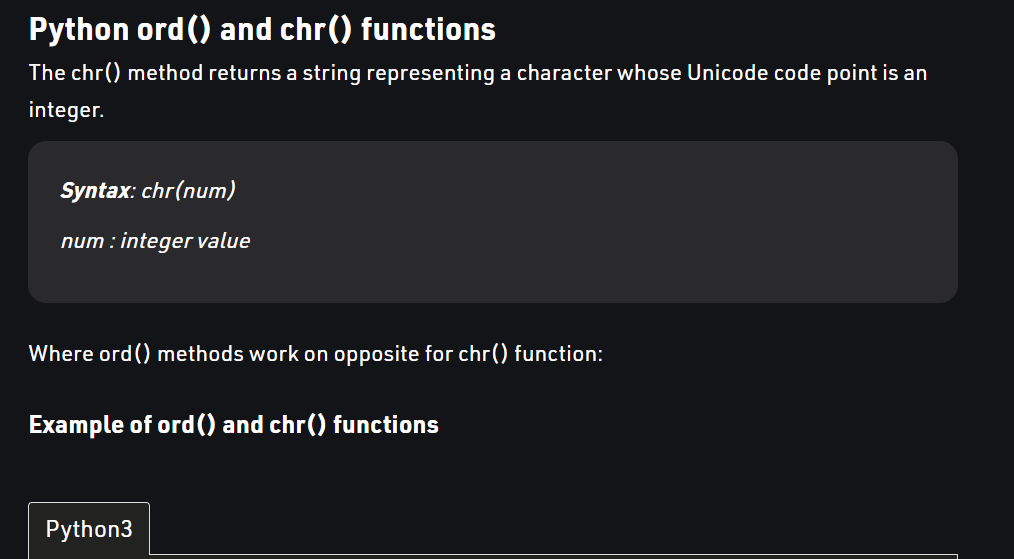 Python ord() and chr() functions
The chr() method returns a string representing a character whose Unicode code point is an
integer.
Syntax: chr(num)
num : integer value
Where ord() methods work on opposite for chr() function:
Example of ord() and chr() functions
Python3